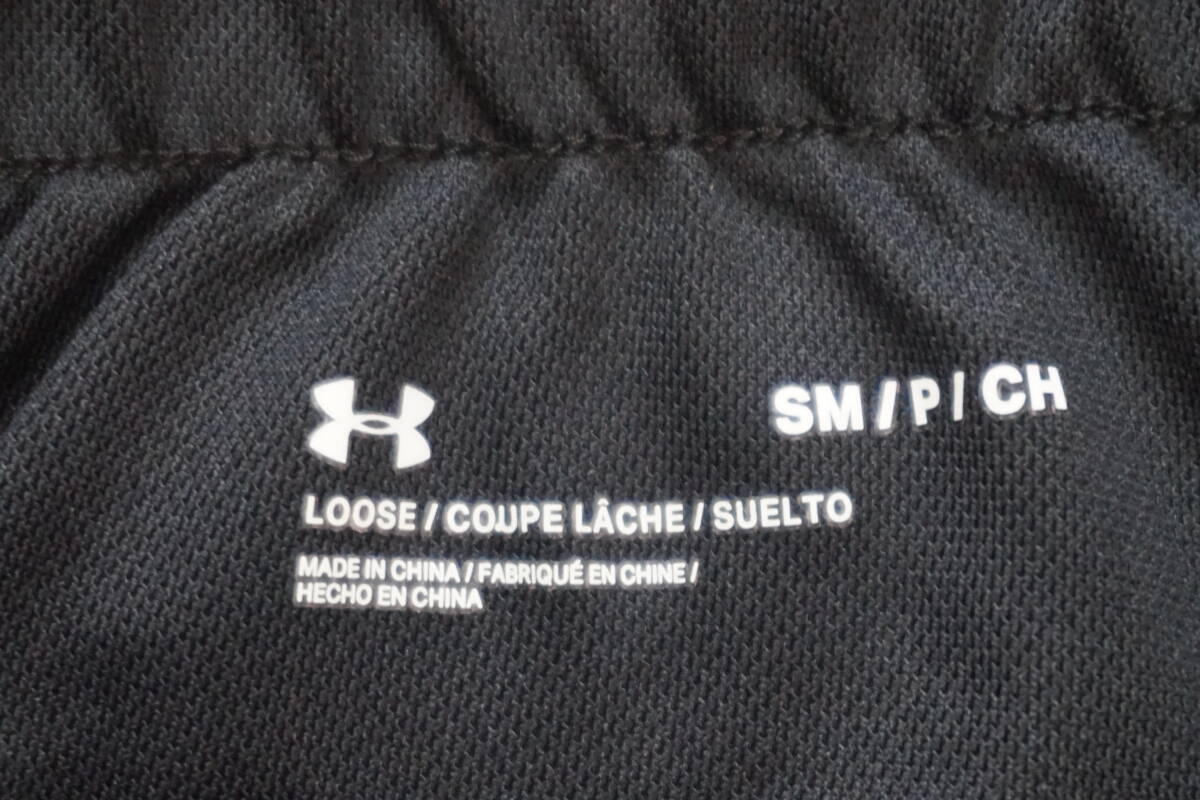 SM / P / CH
LOOSE / COUPE LÂCHE / SUELTO
MADE IN CHINA / FABRIQUÉ EN CHINE /
HECHO EN CHINA